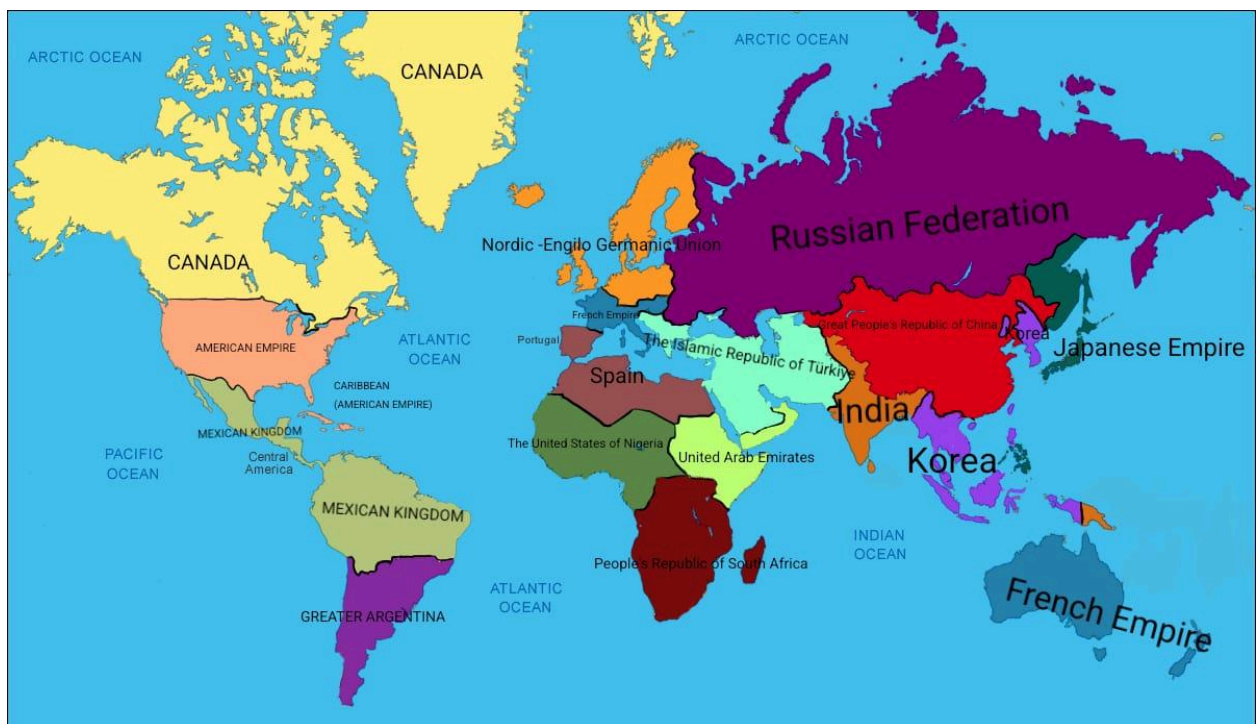 ARCTIC OCEAN
ARCTIC OCEAN
CANADA
CANADA
Russian Federation
Nordic -Engilo Germanic Union
French Empire
Great People's Republic of China
Korea
Japanese Empire
AMERICAN EMPIRE
ATLANTIC
OCEAN
Portugal
The Islamic Republic of Türkiye
Spain
CARIBBEAN
(AMERICAN EMPIRE)
MEXICAN KINGDOM
Central
America
PACIFIC
OCEAN
The United States of Nigeria
United Arab Emirates
India
Korea
MEXICAN KINGDOM
INDIAN
OCEAN
People's Republic of South Africa
ATLANTIC
OCEAN
GREATER ARGENTINA
French Empire